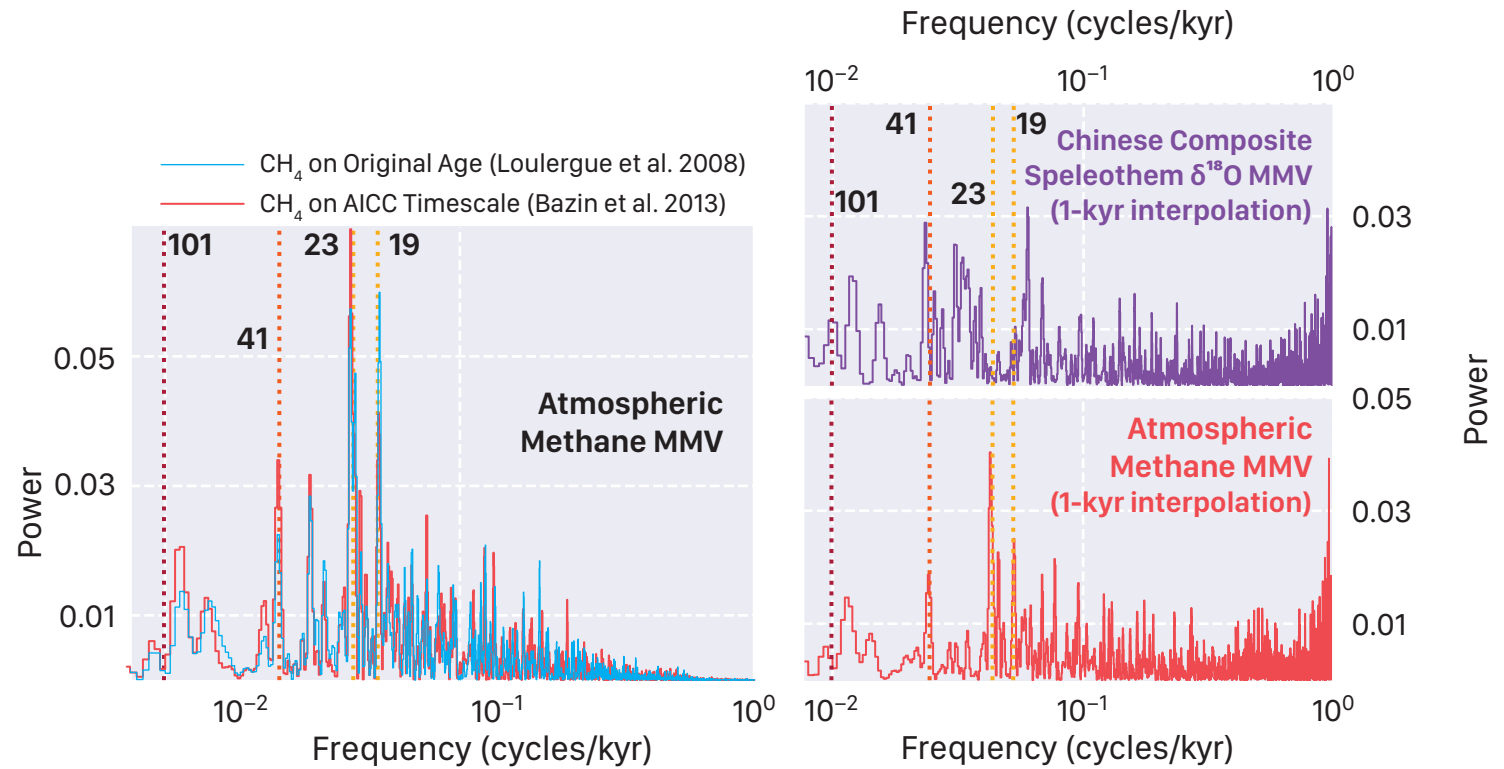 CH₄ on Original Age (Loulergue et al. 2008)
CH₄ on AICC Timescale (Bazin et al. 2013)
101
23
19
41
Atmospheric
Methane MMV
0.05
0.03
0.01
Power
10⁻²
10⁻¹
10⁰
Frequency (cycles/kyr)
Frequency (cycles/kyr)
10⁻²
10⁻¹
10⁰
41
19
101
23
Chinese Composite
Speleothem δ¹⁸O MMV
(1-kyr interpolation)
0.03
0.01
0.05
Atmospheric
Methane MMV
(1-kyr interpolation)
0.03
0.01
Power
10⁻²
10⁻¹
10⁰
Frequency (cycles/kyr)